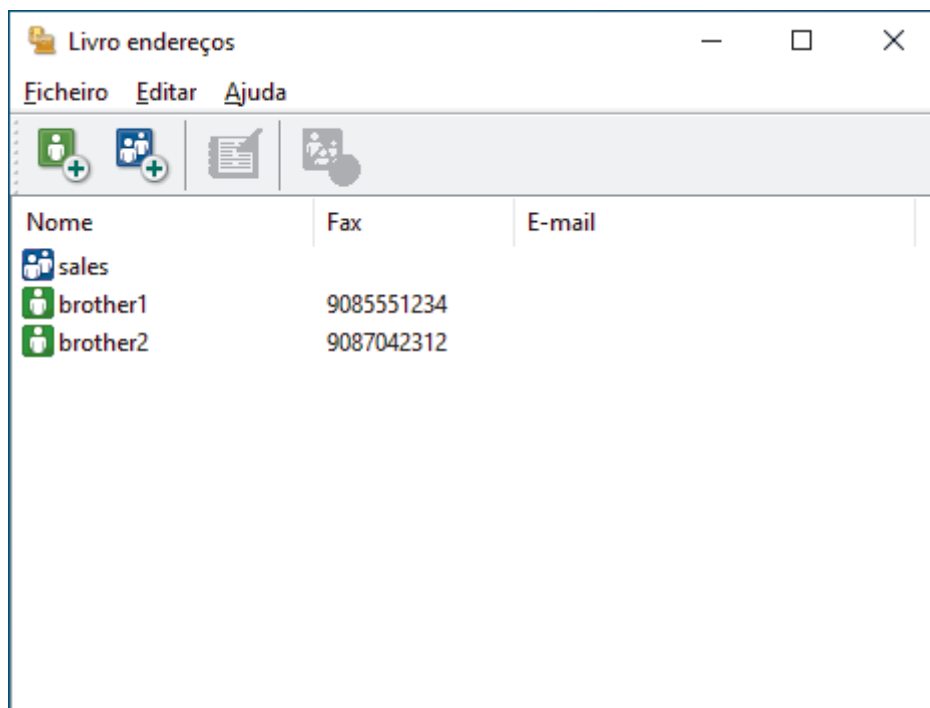 Livro endereços
Ficheiro Editar Ajuda
Nome Fax E-mail
sales
brother1 9085551234
brother2 9087042312